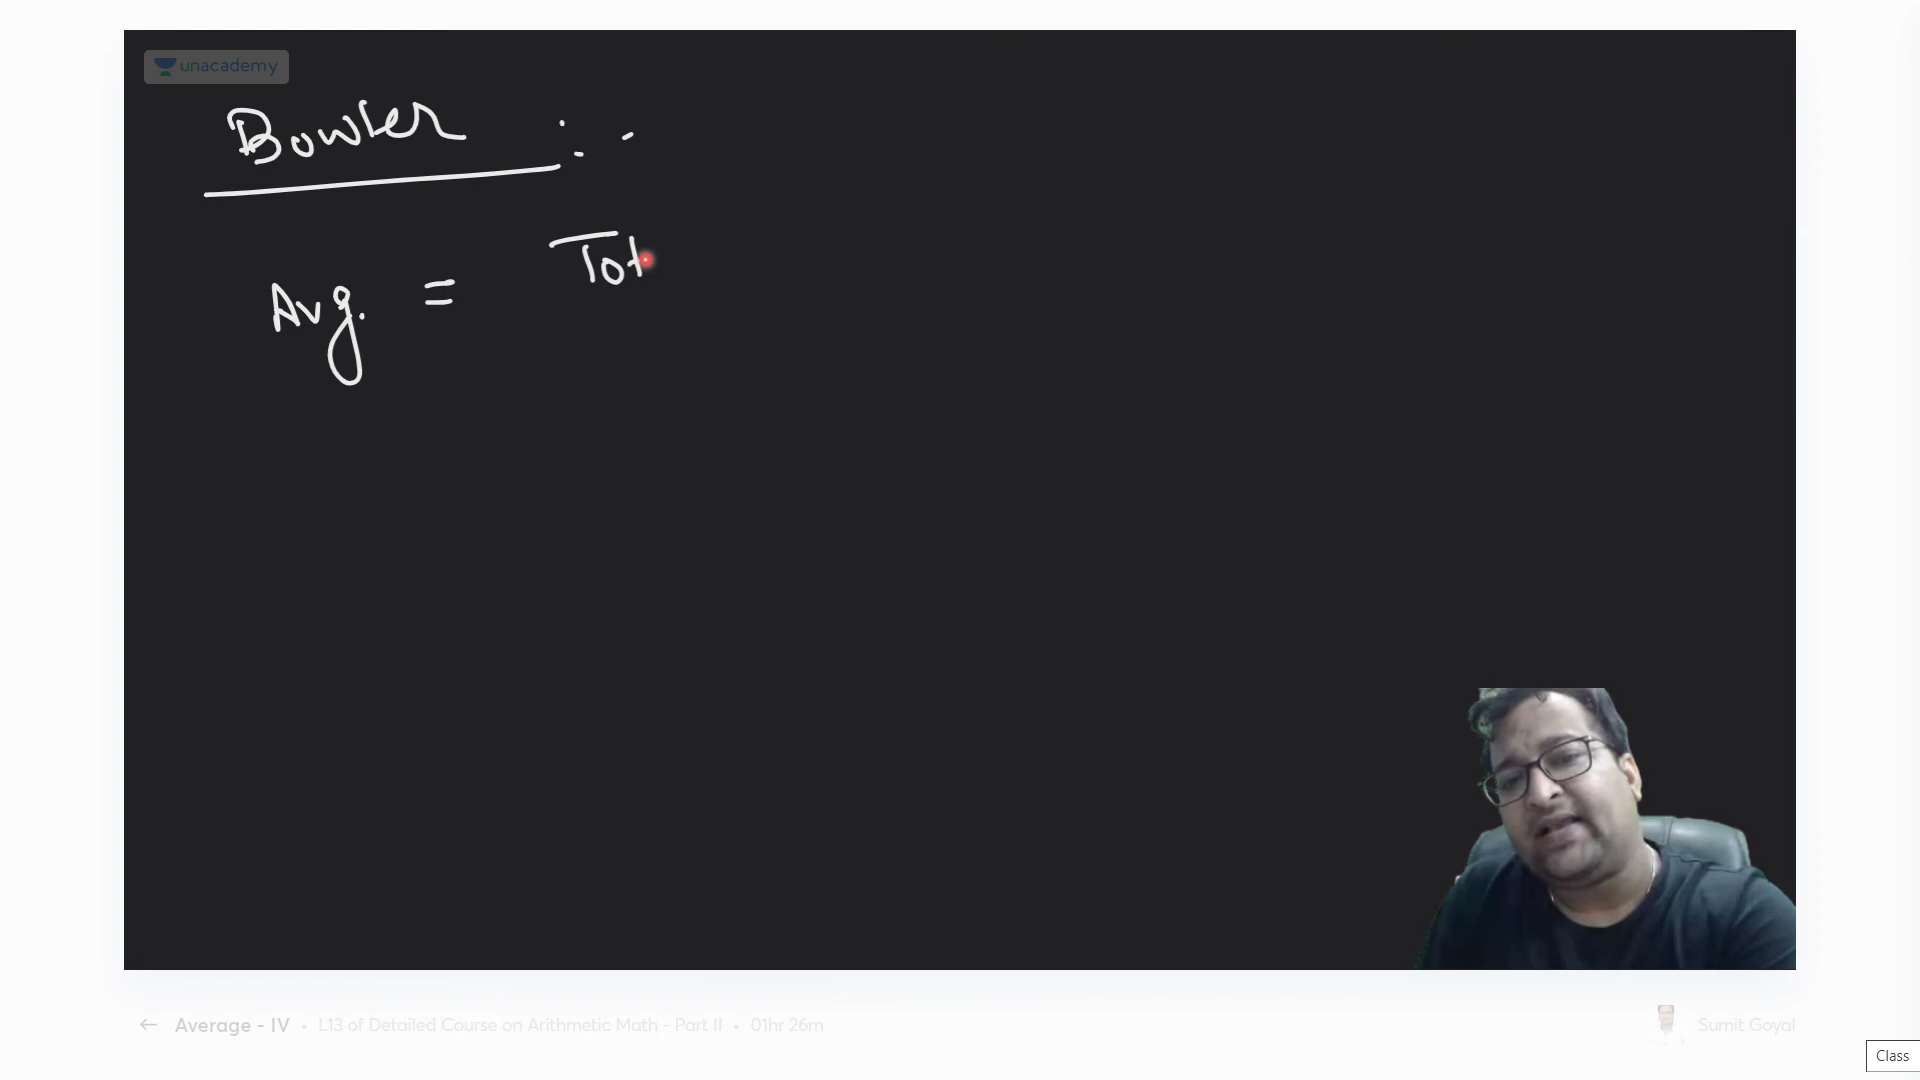 unacademy
Bowler :-
Tot
Avg. =
← Average - IV • L13 of Detailed Course on Arithmetic Math - Part II • 01hr 26m
Sumit Goyal
Class